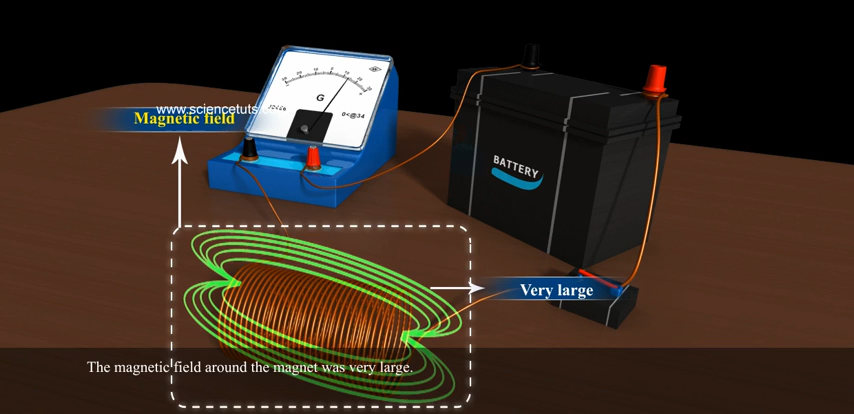 www.sciencetuts.
Magnetic field
G
BATTERY
Very large
The magnetic field around the magnet was very large.